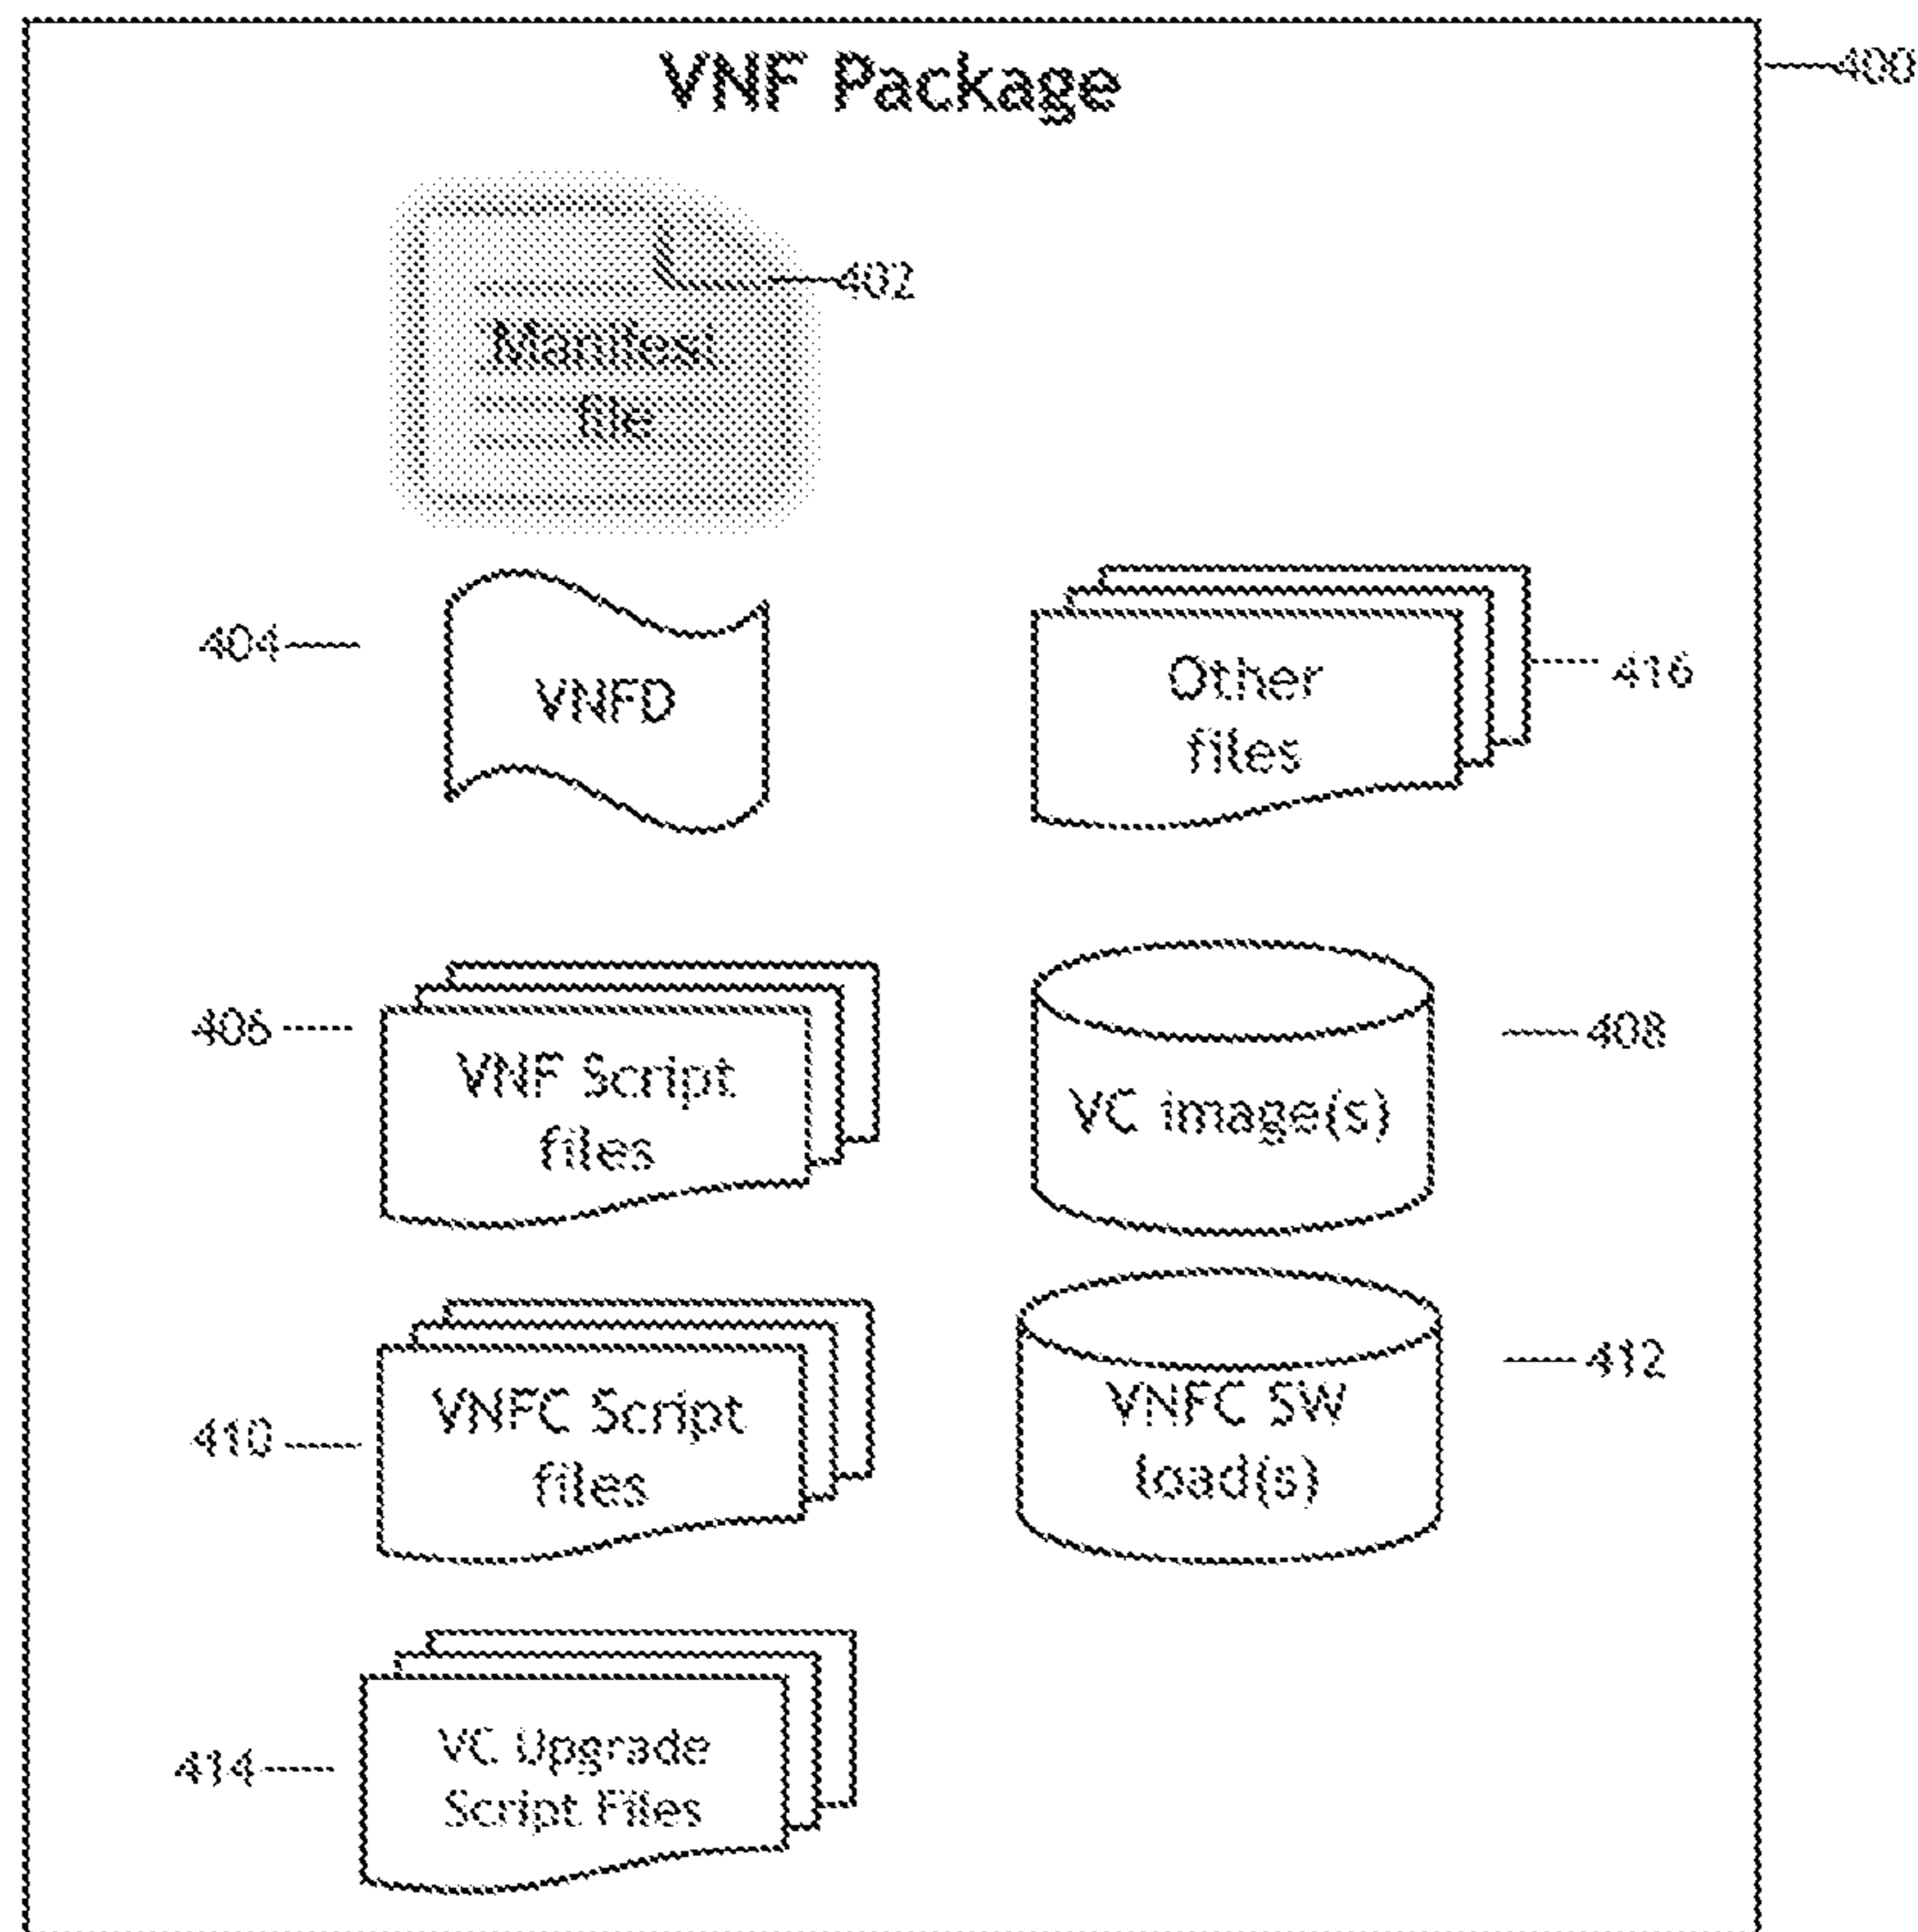 VNF Package
400
402
Manifest
file
404
VNFD
Other
files
416
406
VNF Script
files
VC image(s)
408
410
VNFC Script
files
VNFC SW
load(s)
412
414
VC Upgrade
Script Files